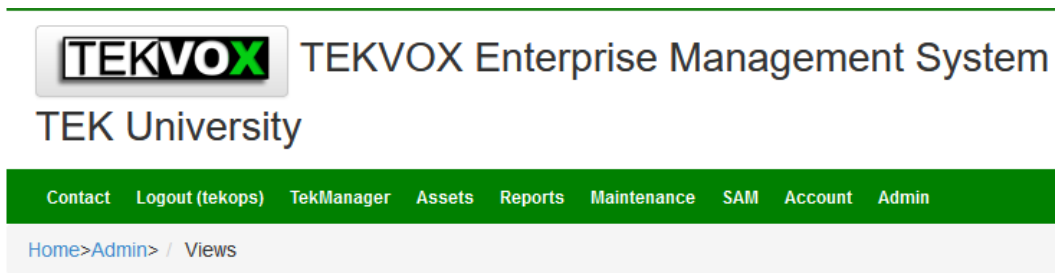 TEKVOX TEKVOX Enterprise Management System
TEK University
Contact Logout (tekops) TekManager Assets Reports Maintenance SAM Account Admin
Home>Admin> / Views